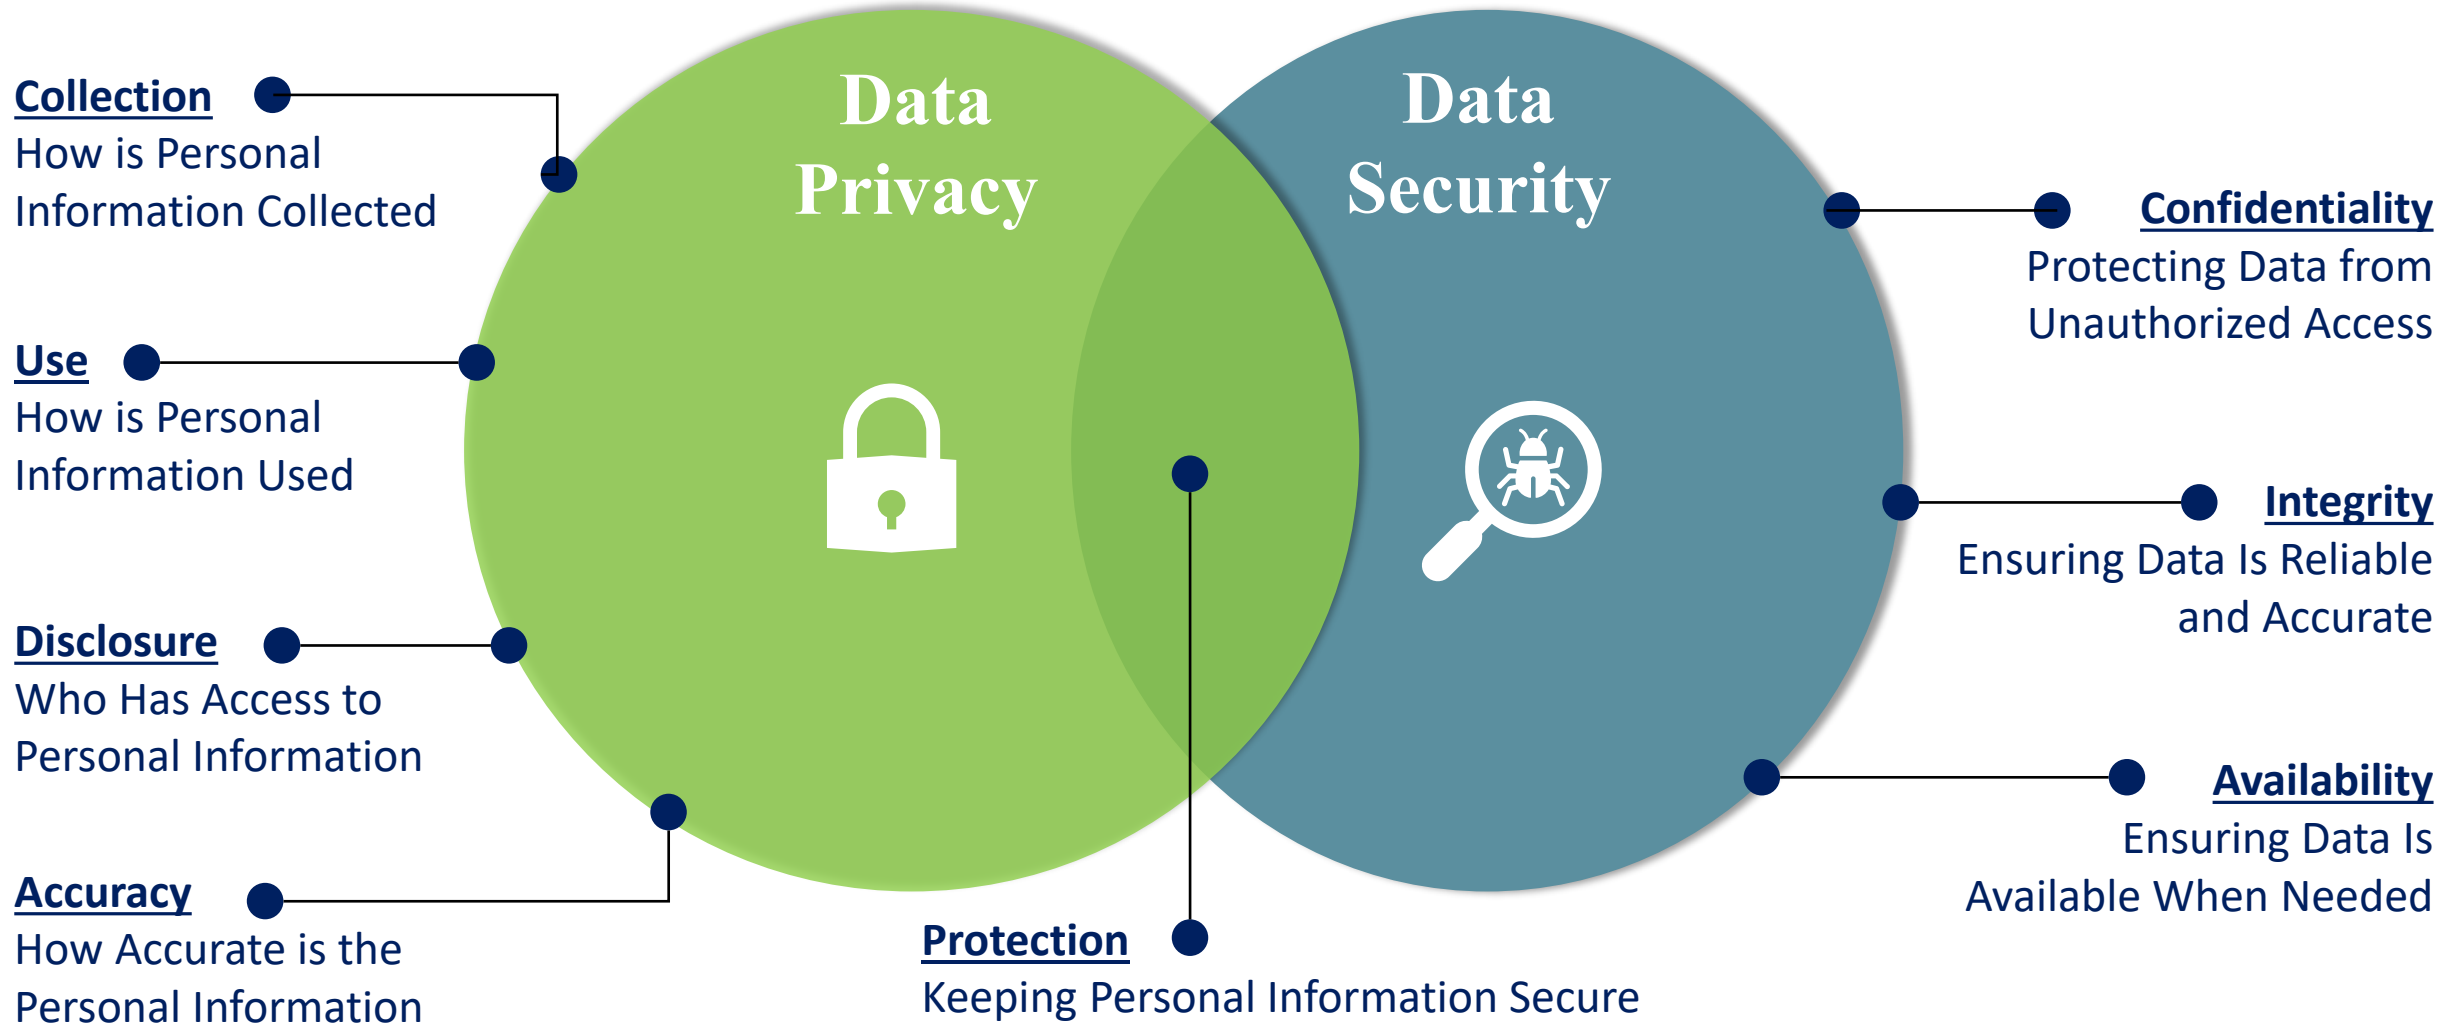 Data
Privacy
Data
Security
Collection
How is Personal
Information Collected
Use
How is Personal
Information Used
Disclosure
Who Has Access to
Personal Information
Accuracy
How Accurate is the
Personal Information
Protection
Keeping Personal Information Secure
Confidentiality
Protecting Data from
Unauthorized Access
Integrity
Ensuring Data Is Reliable
and Accurate
Availability
Ensuring Data Is
Available When Needed